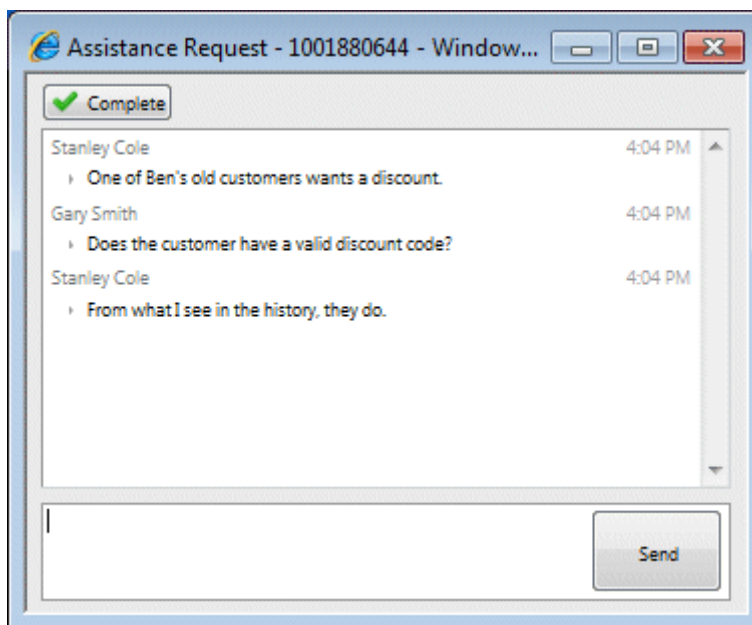 Assistance Request - 1001880644 - Window...
Complete
Stanley Cole 4:04 PM
One of Ben's old customers wants a discount.
Gary Smith 4:04 PM
Does the customer have a valid discount code?
Stanley Cole 4:04 PM
From what I see in the history, they do.
Send